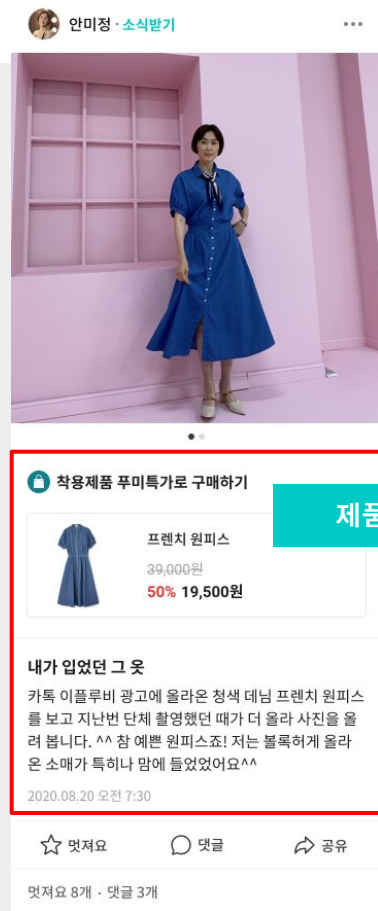 안미정 · 소식받기
착용제품 푸미특가로 구매하기
프렌치 원피스
39,000원
50% 19,500원
내가 입었던 그 옷
카톡 이플루비 광고에 올라온 청색 데님 프렌치 원피스
를 보고 지난번 단체 촬영했던 때가 더 올라 사진을 올
려 봅니다. ^^ 참 예쁜 원피스죠! 저는 볼록허게 올라
온 소매가 특히나 맘에 들었었어요^^
2020.08.20 오전 7:30
멋져요
댓글
공유
멋져요 8개 · 댓글 3개